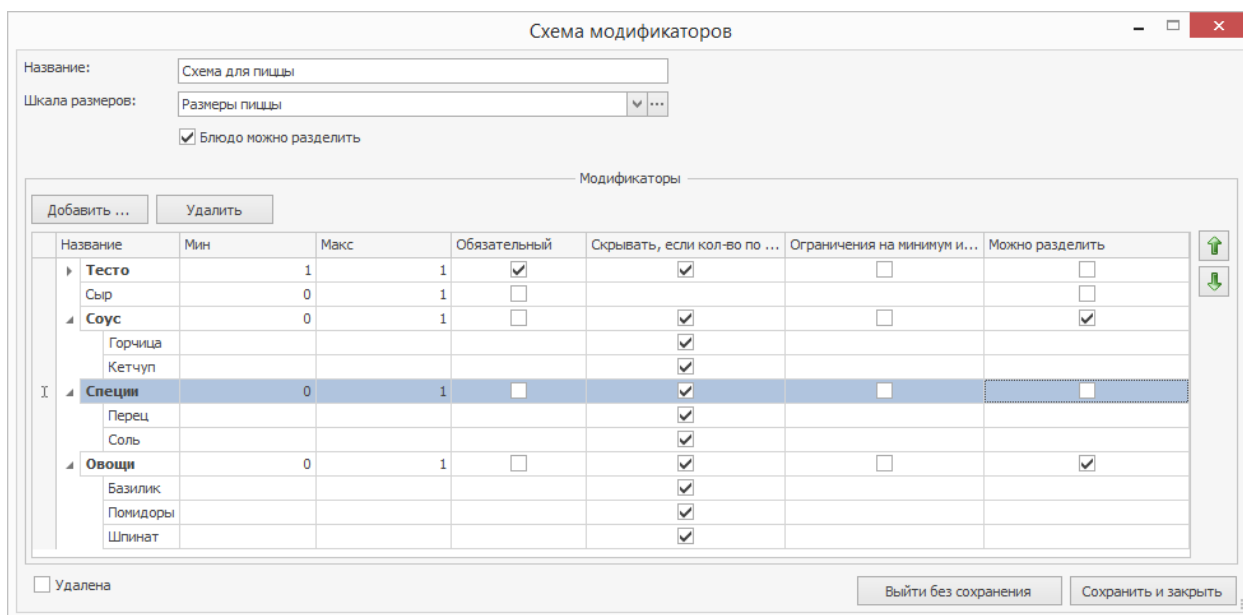 Схема модификаторов
Название: Схема для пиццы
Шкала размеров: Размеры пиццы
Блюдо можно разделить
Модификаторы
Добавить ... Удалить
Название Мин Макс Обязательный Скрывать, если кол-во по ... Ограничения на минимум и... Можно разделить
Тесто 1 1
Сыр 0 1
Соус 0 1
Горчица
Кетчуп
Специи 0 1
Перец
Соль
Овощи 0 1
Базилик
Помидоры
Шпинат
Удалена Выйти без сохранения Сохранить и закрыть